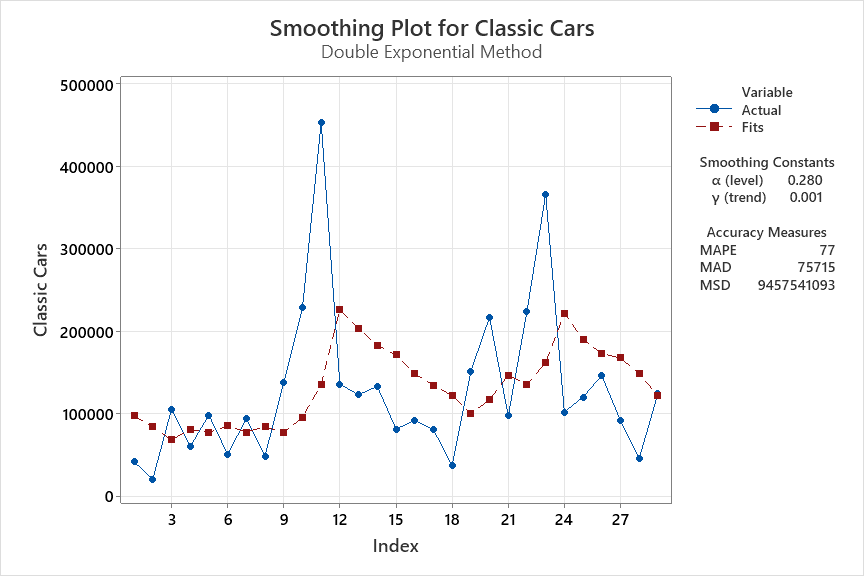 Smoothing Plot for Classic Cars
Double Exponential Method
Classic Cars
500000
400000
300000
200000
100000
0
3 6 9 12 15 18 21 24 27
Index
Variable
Actual
Fits
Smoothing Constants
α (level) 0.280
γ (trend) 0.001
Accuracy Measures
MAPE 77
MAD 75715
MSD 9457541093